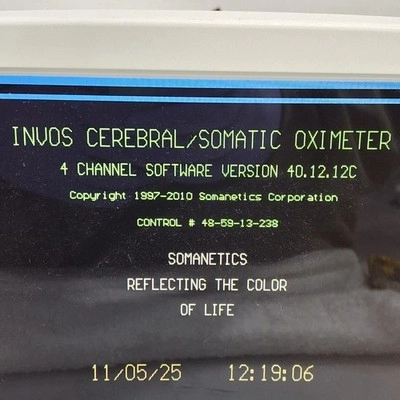 INVOS CEREBRAL/SOMATIC OXIMETER
4 CHANNEL SOFTWARE VERSION 40.12.12C
Copyright 1997-2010 Somanetics Corporation
CONTROL # 48-59-13-238
SOMANETICS
REFLECTING THE COLOR
OF LIFE
11/05/25 12:19:06